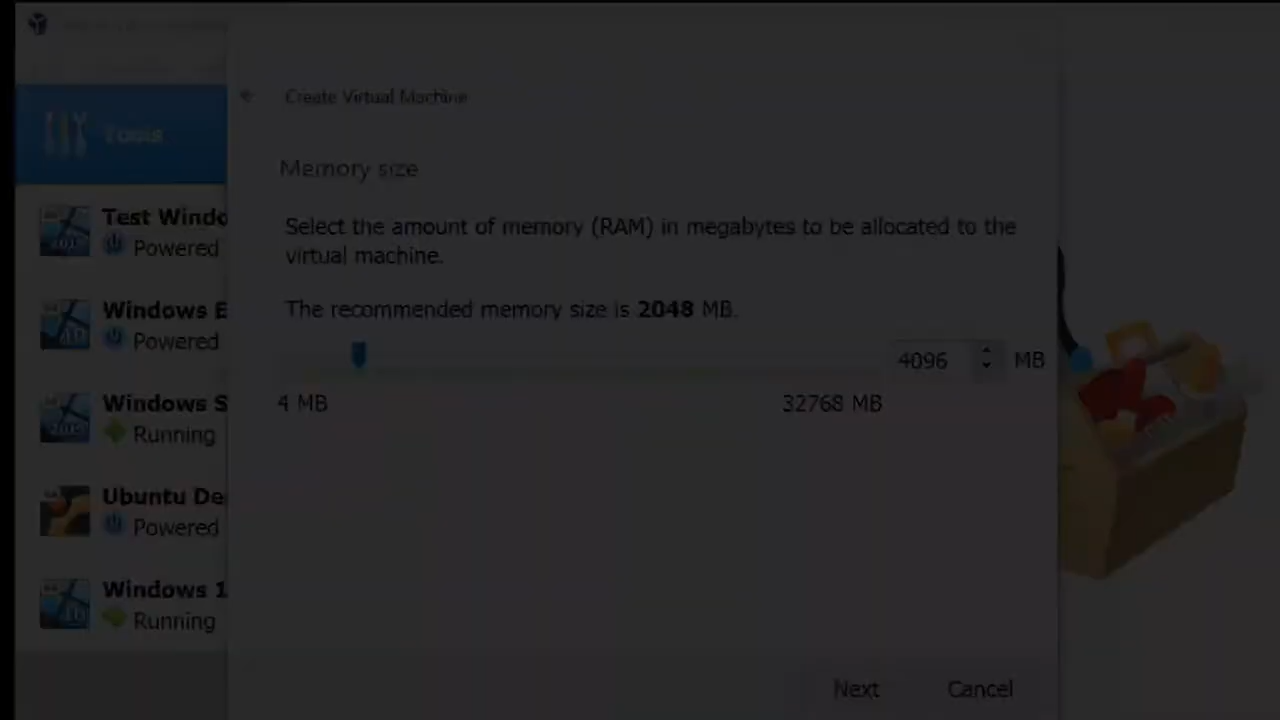 Create Virtual Machine
Tools
Memory size
Test Windo
Powered
Select the amount of memory (RAM) in megabytes to be allocated to the
virtual machine.
Windows E
Powered
The recommended memory size is 2048 MB.
4096 MB
4 MB 32768 MB
Windows S
Running
Ubuntu De
Powered
Windows 1
Running
Next Cancel